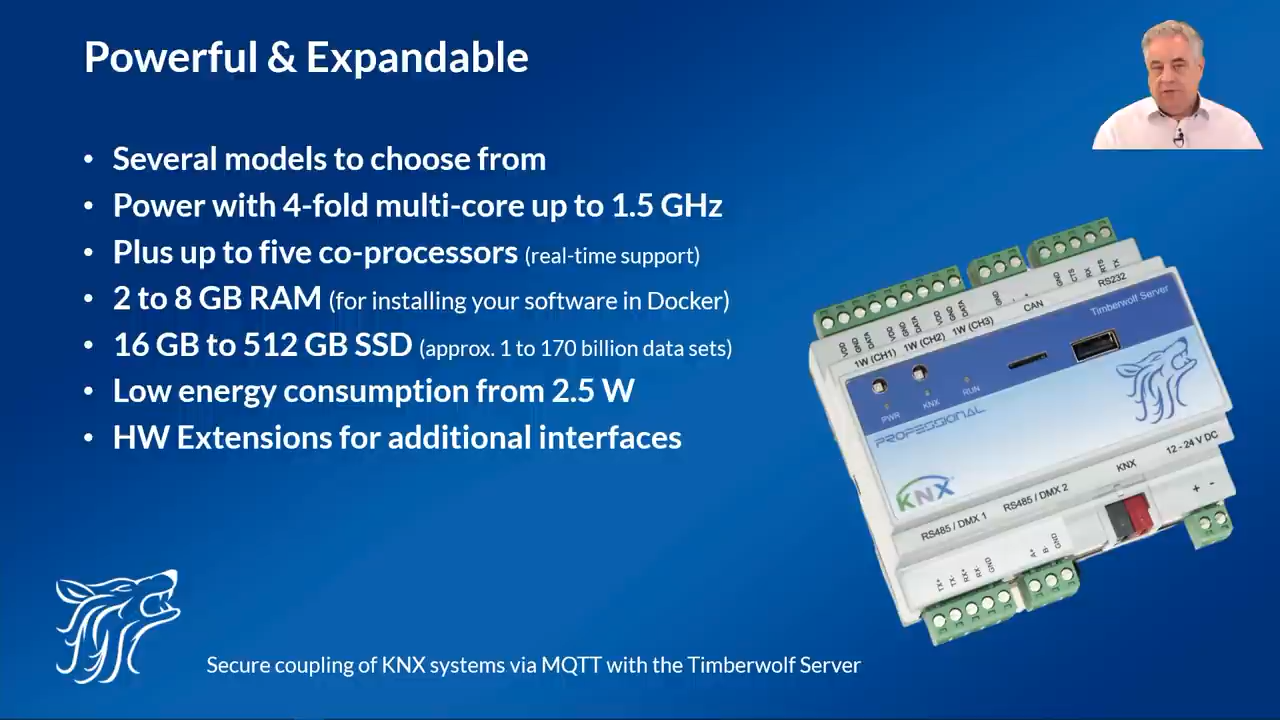 Powerful & Expandable
• Several models to choose from
• Power with 4-fold multi-core up to 1.5 GHz
• Plus up to five co-processors (real-time support)
• 2 to 8 GB RAM (for installing your software in Docker)
• 16 GB to 512 GB SSD (approx. 1 to 170 billion data sets)
• Low energy consumption from 2.5 W
• HW Extensions for additional interfaces
VDD GND DATA VDD GND DATA VDD GND DATA GND - + GND CTS RX RTS TX
1W (CH1) 1W (CH2) 1W (CH3) CAN RS232
Timberwolf Server
PWR KNX RUN
PROFESSIONAL
KNX
RS485 / DMX 1 RS485 / DMX 2 KNX 12 - 24 V DC
TX+ TX- RX+ RX- GND A+ B- GND + -
Secure coupling of KNX systems via MQTT with the Timberwolf Server